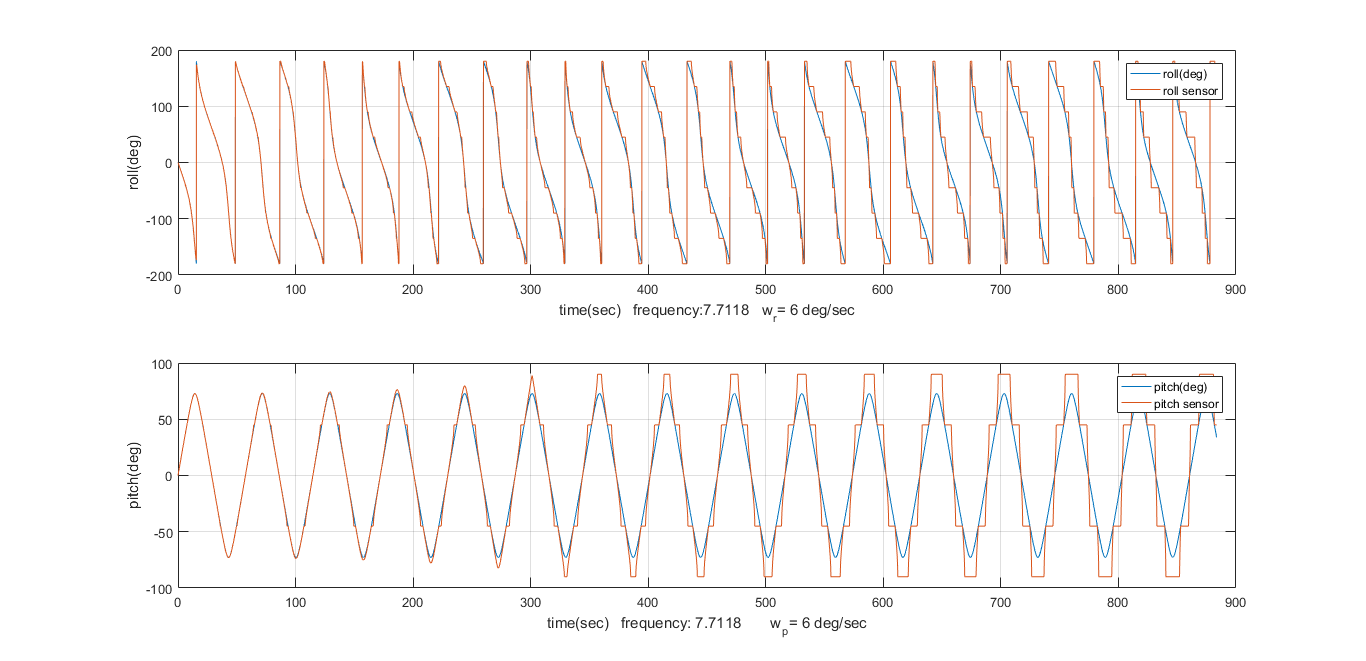 200
100
0
-100
-200
roll(deg)
roll(deg)
roll sensor
0 100 200 300 400 500 600 700 800 900
time(sec) frequency:7.7118 w_r= 6 deg/sec
100
50
0
-50
-100
pitch(deg)
pitch(deg)
pitch sensor
0 100 200 300 400 500 600 700 800 900
time(sec) frequency: 7.7118 w_p= 6 deg/sec